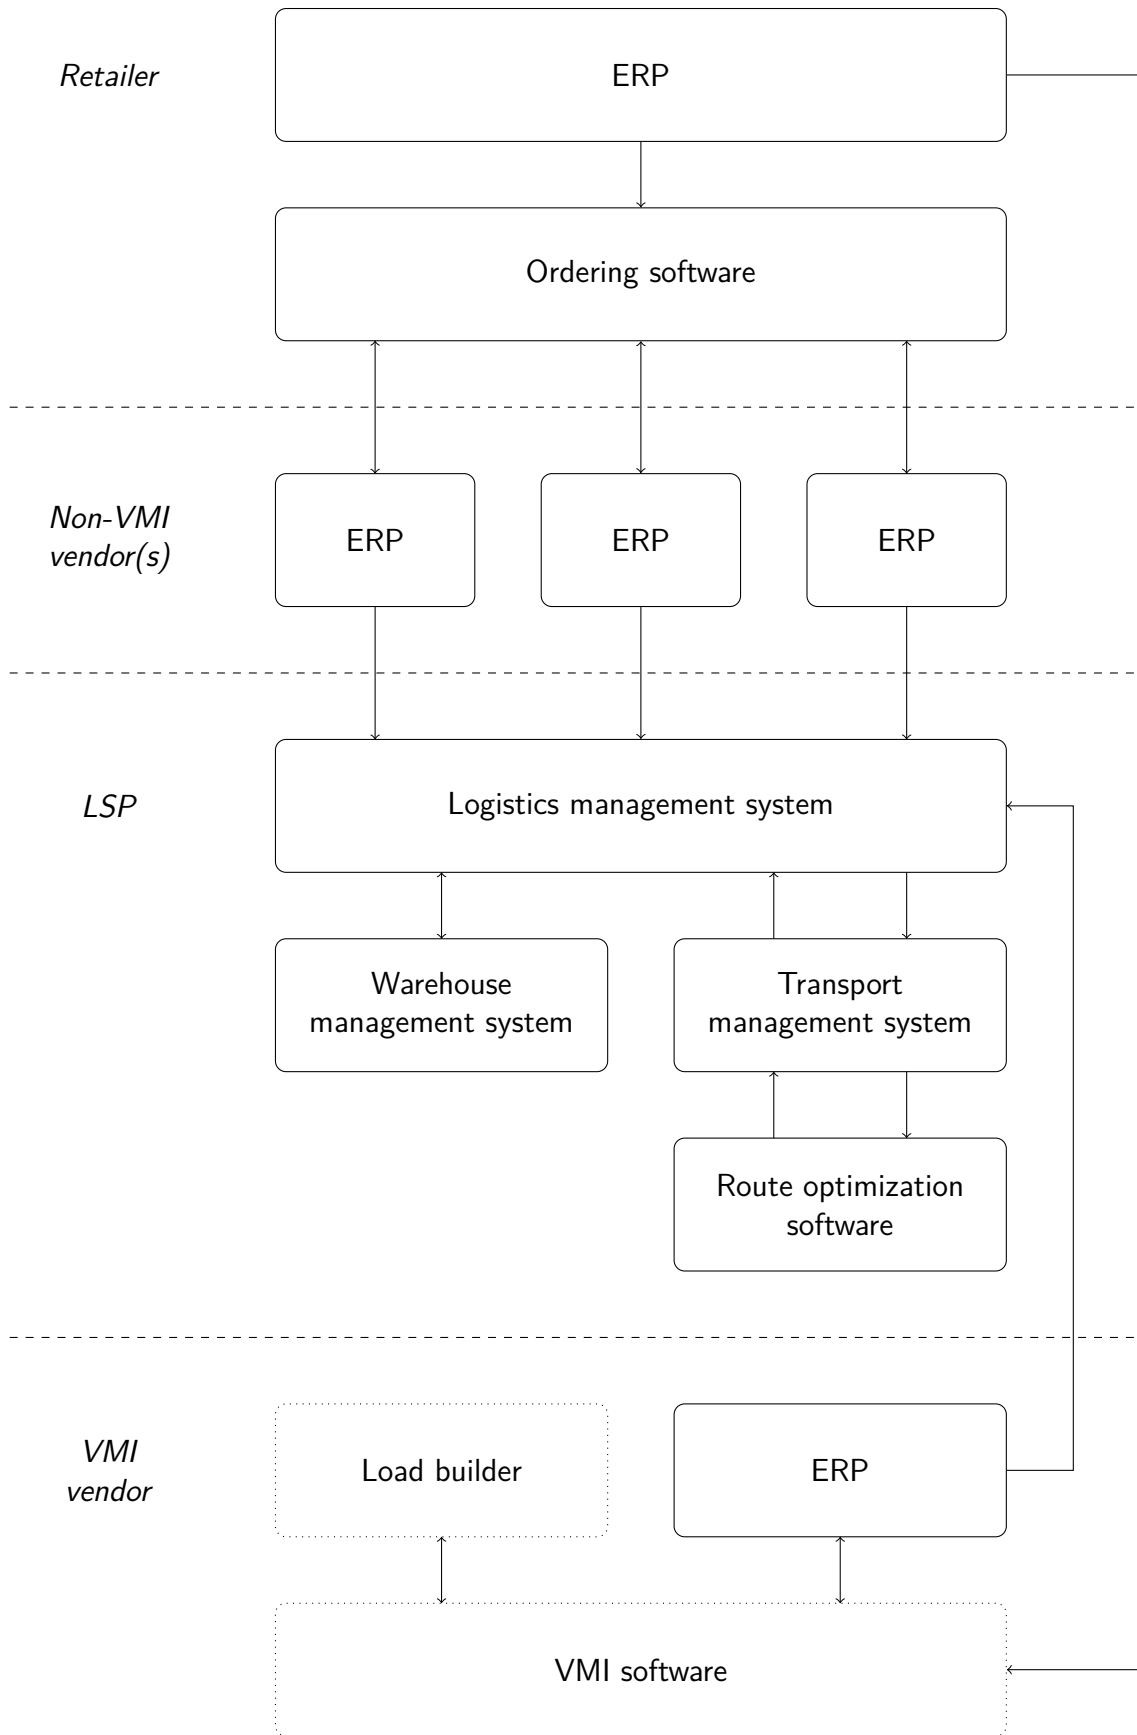 Retailer
ERP
Ordering software
Non-VMI
vendor(s)
ERP
ERP
ERP
LSP
Logistics management system
Warehouse
management system
Transport
management system
Route optimization
software
VMI
vendor
Load builder
ERP
VMI software